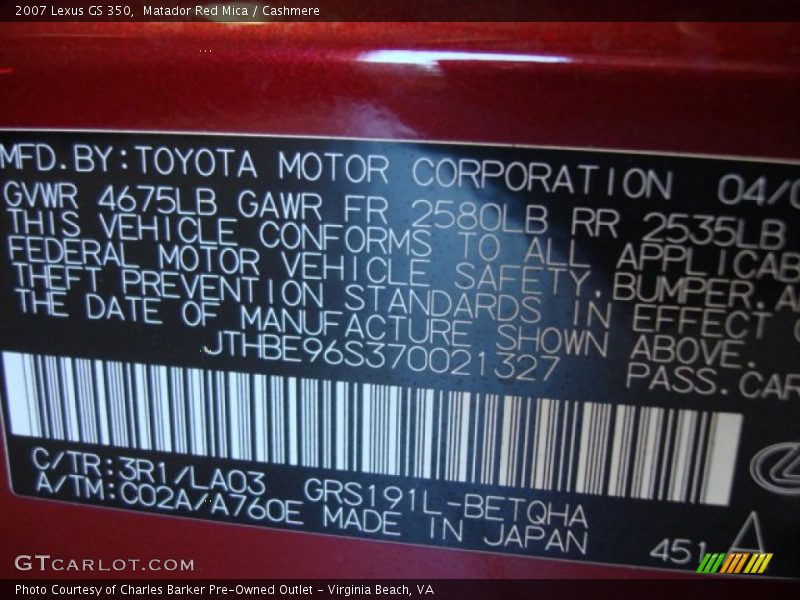 2007 Lexus GS 350, Matador Red Mica / Cashmere
MFD.BY:TOYOTA MOTOR CORPORATION 04/0
GVWR 4675LB GAWR FR 2580LB RR 2535LB
THIS VEHICLE CONFORMS TO ALL APPLICAB
FEDERAL MOTOR VEHICLE SAFETY,BUMPER,A
THEFT PREVENTION STANDARDS IN EFFECT O
THE DATE OF MANUFACTURE SHOWN ABOVE.
JTHBE96S370021327 PASS.CAR
C/TR:3R1/LA03 GRS191L-BETQHA
A/TM:C02A/A760E MADE IN JAPAN 451
GTCARLOT.COM
Photo Courtesy of Charles Barker Pre-Owned Outlet - Virginia Beach, VA